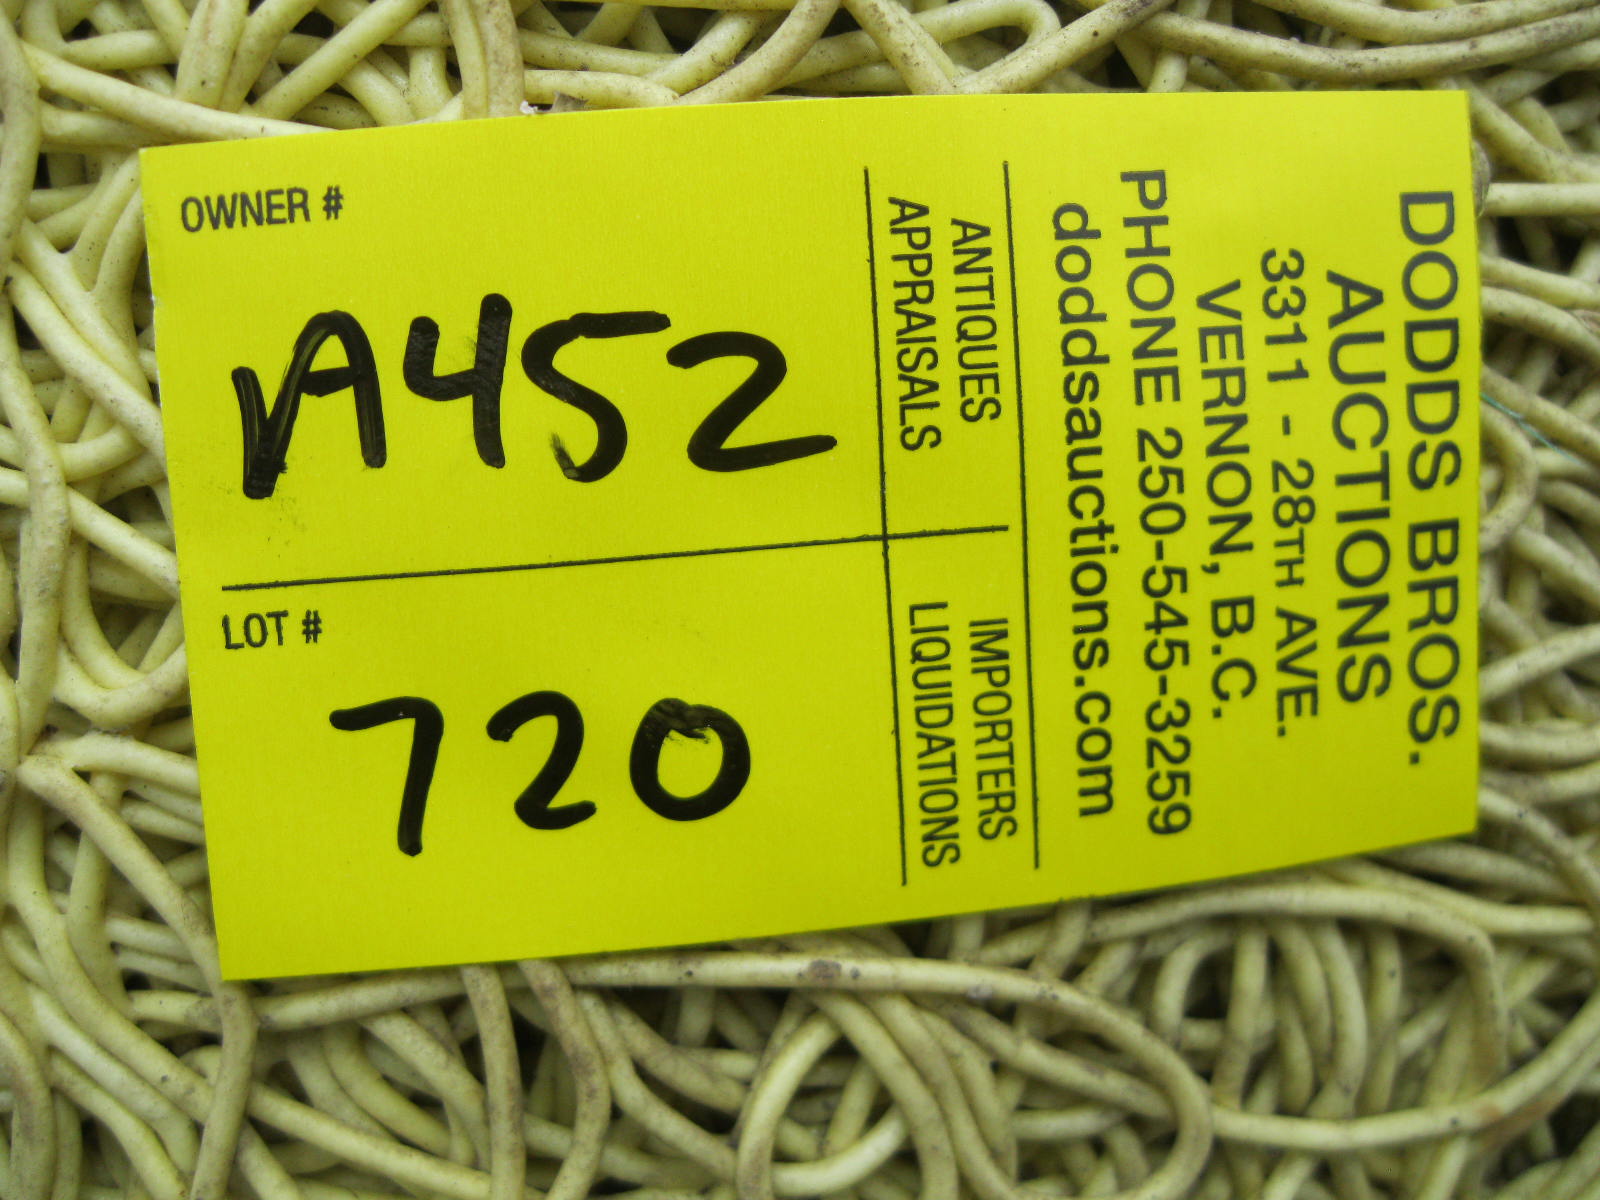 OWNER #
A452
LOT #
720
DODDS BROS.
AUCTIONS
3311 - 28TH AVE.
VERNON, B.C.
PHONE 250-545-3259
doddsauctions.com
ANTIQUES
APPRAISALS
IMPORTERS
LIQUIDATIONS